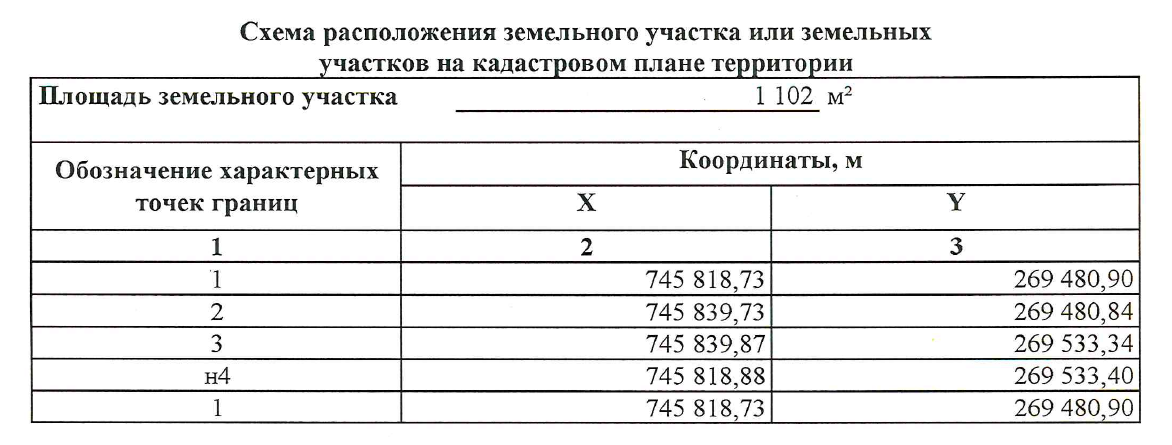 Схема расположения земельного участка или земельных
участков на кадастровом плане территории
Площадь земельного участка 1 102 м²
Обозначение характерных точек границ Координаты, м
X Y
1 2 3
1 745 818,73 269 480,90
2 745 839,73 269 480,84
3 745 839,87 269 533,34
н4 745 818,88 269 533,40
1 745 818,73 269 480,90